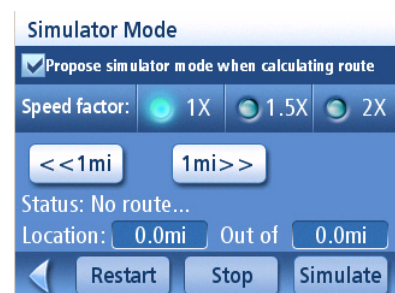 Simulator Mode
Propose simulator mode when calculating route
Speed factor: 1X 1.5X 2X
<<1mi 1mi>>
Status: No route...
Location: 0.0mi Out of 0.0mi
Restart Stop Simulate